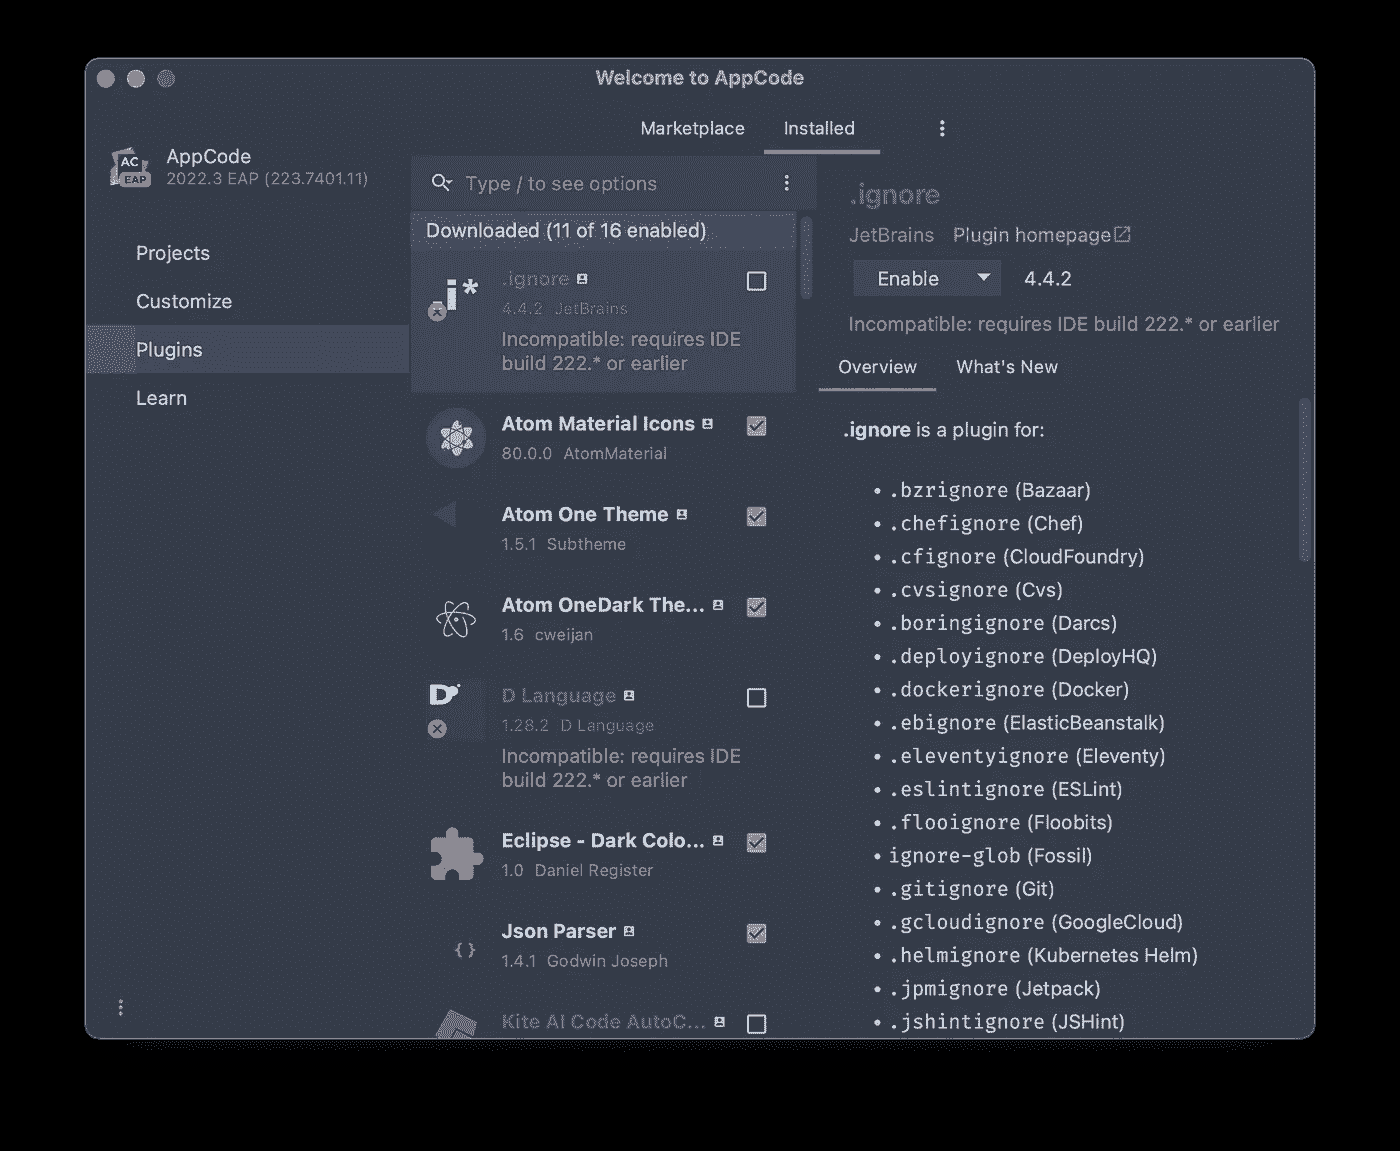 Welcome to AppCode
Marketplace
Installed
AC
EAP
AppCode
2022.3 EAP (223.7401.11)
Projects
Customize
Plugins
Learn
Type / to see options
Downloaded (11 of 16 enabled)
i*
.ignore
4.4.2 JetBrains
Incompatible: requires IDE
build 222.* or earlier
Atom Material Icons
80.0.0 AtomMaterial
Atom One Theme
1.5.1 Subtheme
Atom OneDark The...
1.6 cweijan
D
D Language
1.28.2 D Language
Incompatible: requires IDE
build 222.* or earlier
Eclipse - Dark Colo...
1.0 Daniel Register
{}
Json Parser
1.4.1 Godwin Joseph
Kite AI Code AutoC...
.ignore
JetBrains Plugin homepage
Enable 4.4.2
Incompatible: requires IDE build 222.* or earlier
Overview What's New
.ignore is a plugin for:
• .bzrignore (Bazaar)
• .chefignore (Chef)
• .cfignore (CloudFoundry)
• .cvsignore (Cvs)
• .boringignore (Darcs)
• .deployignore (DeployHQ)
• .dockerignore (Docker)
• .ebignore (ElasticBeanstalk)
• .eleventyignore (Eleventy)
• .eslintignore (ESLint)
• .flooignore (Floobits)
• ignore-glob (Fossil)
• .gitignore (Git)
• .gcloudignore (GoogleCloud)
• .helmignore (Kubernetes Helm)
• .jpmignore (Jetpack)
• .jshintignore (JSHint)